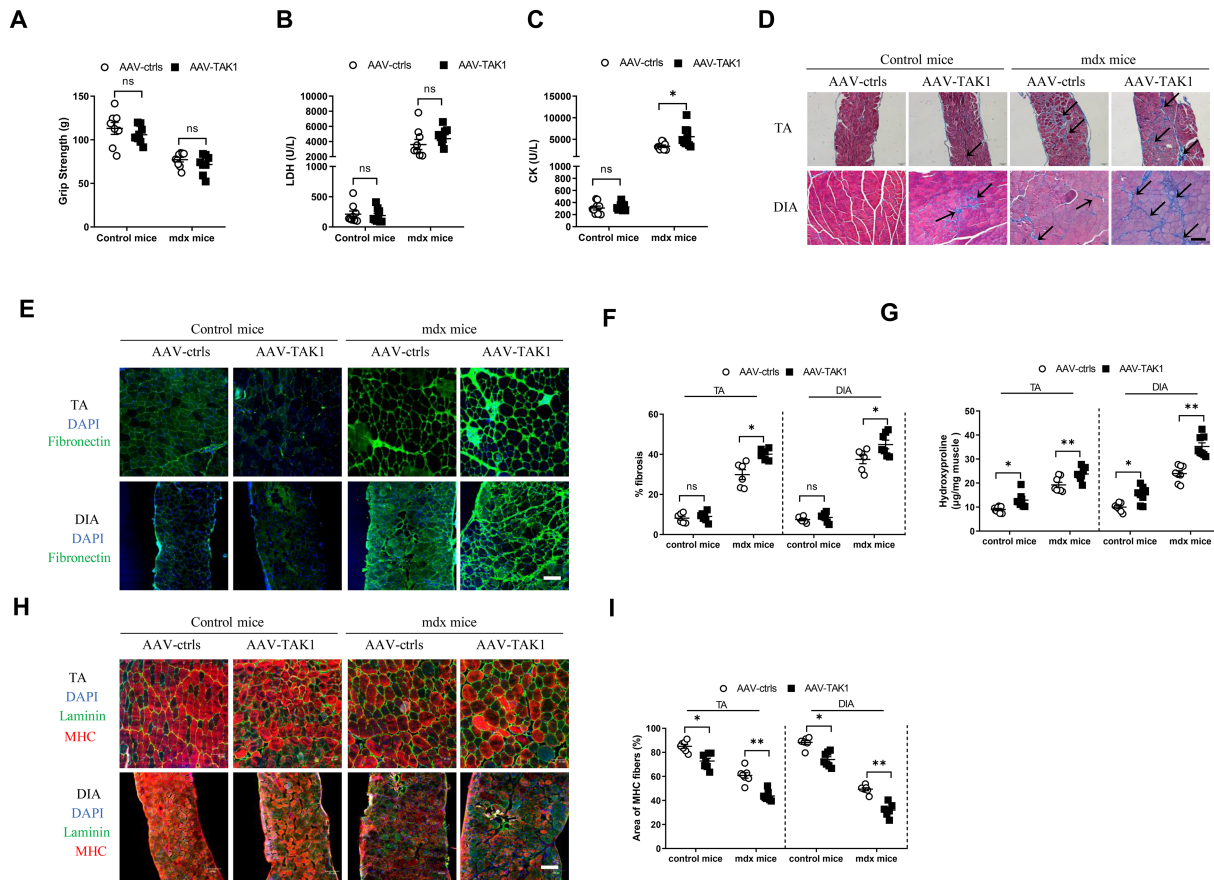 A
AAV-ctrls AAV-TAK1
ns
ns
Grip Strength (g)
150
100
50
0
Control mice mdx mice
B
AAV-ctrls AAV-TAK1
ns
ns
LDH (U/L)
10000
8000
6000
4000
2000
1000
500
0
Control mice mdx mice
C
AAV-ctrls AAV-TAK1
*
ns
CK (U/L)
15000
10000
5000
1000
800
600
400
200
0
Control mice mdx mice
D
Control mice mdx mice
AAV-ctrls AAV-TAK1 AAV-ctrls AAV-TAK1
TA
DIA
E
Control mice mdx mice
AAV-ctrls AAV-TAK1 AAV-ctrls AAV-TAK1
TA
DAPI
Fibronectin
DIA
DAPI
Fibronectin
F
AAV-ctrls AAV-TAK1
TA DIA
ns * ns *
% fibrosis
60
40
20
0
control mice mdx mice control mice mdx mice
G
AAV-ctrls AAV-TAK1
TA DIA
* ** * **
Hydroxyproline
(μg/mg muscle )
50
40
30
20
10
0
control mice mdx mice control mice mdx mice
H
Control mice mdx mice
AAV-ctrls AAV-TAK1 AAV-ctrls AAV-TAK1
TA
DAPI
Laminin
MHC
DIA
DAPI
Laminin
MHC
I
AAV-ctrls AAV-TAK1
TA DIA
* ** * **
Area of MHC fibers (%)
100
80
60
40
20
0
control mice mdx mice control mice mdx mice